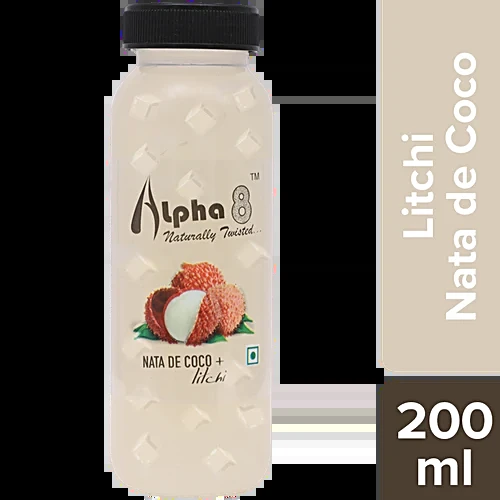 Alpha 8 TM
Naturally Twisted...
NATA DE COCO +
litchi
Litchi
Nata de Coco
200
ml